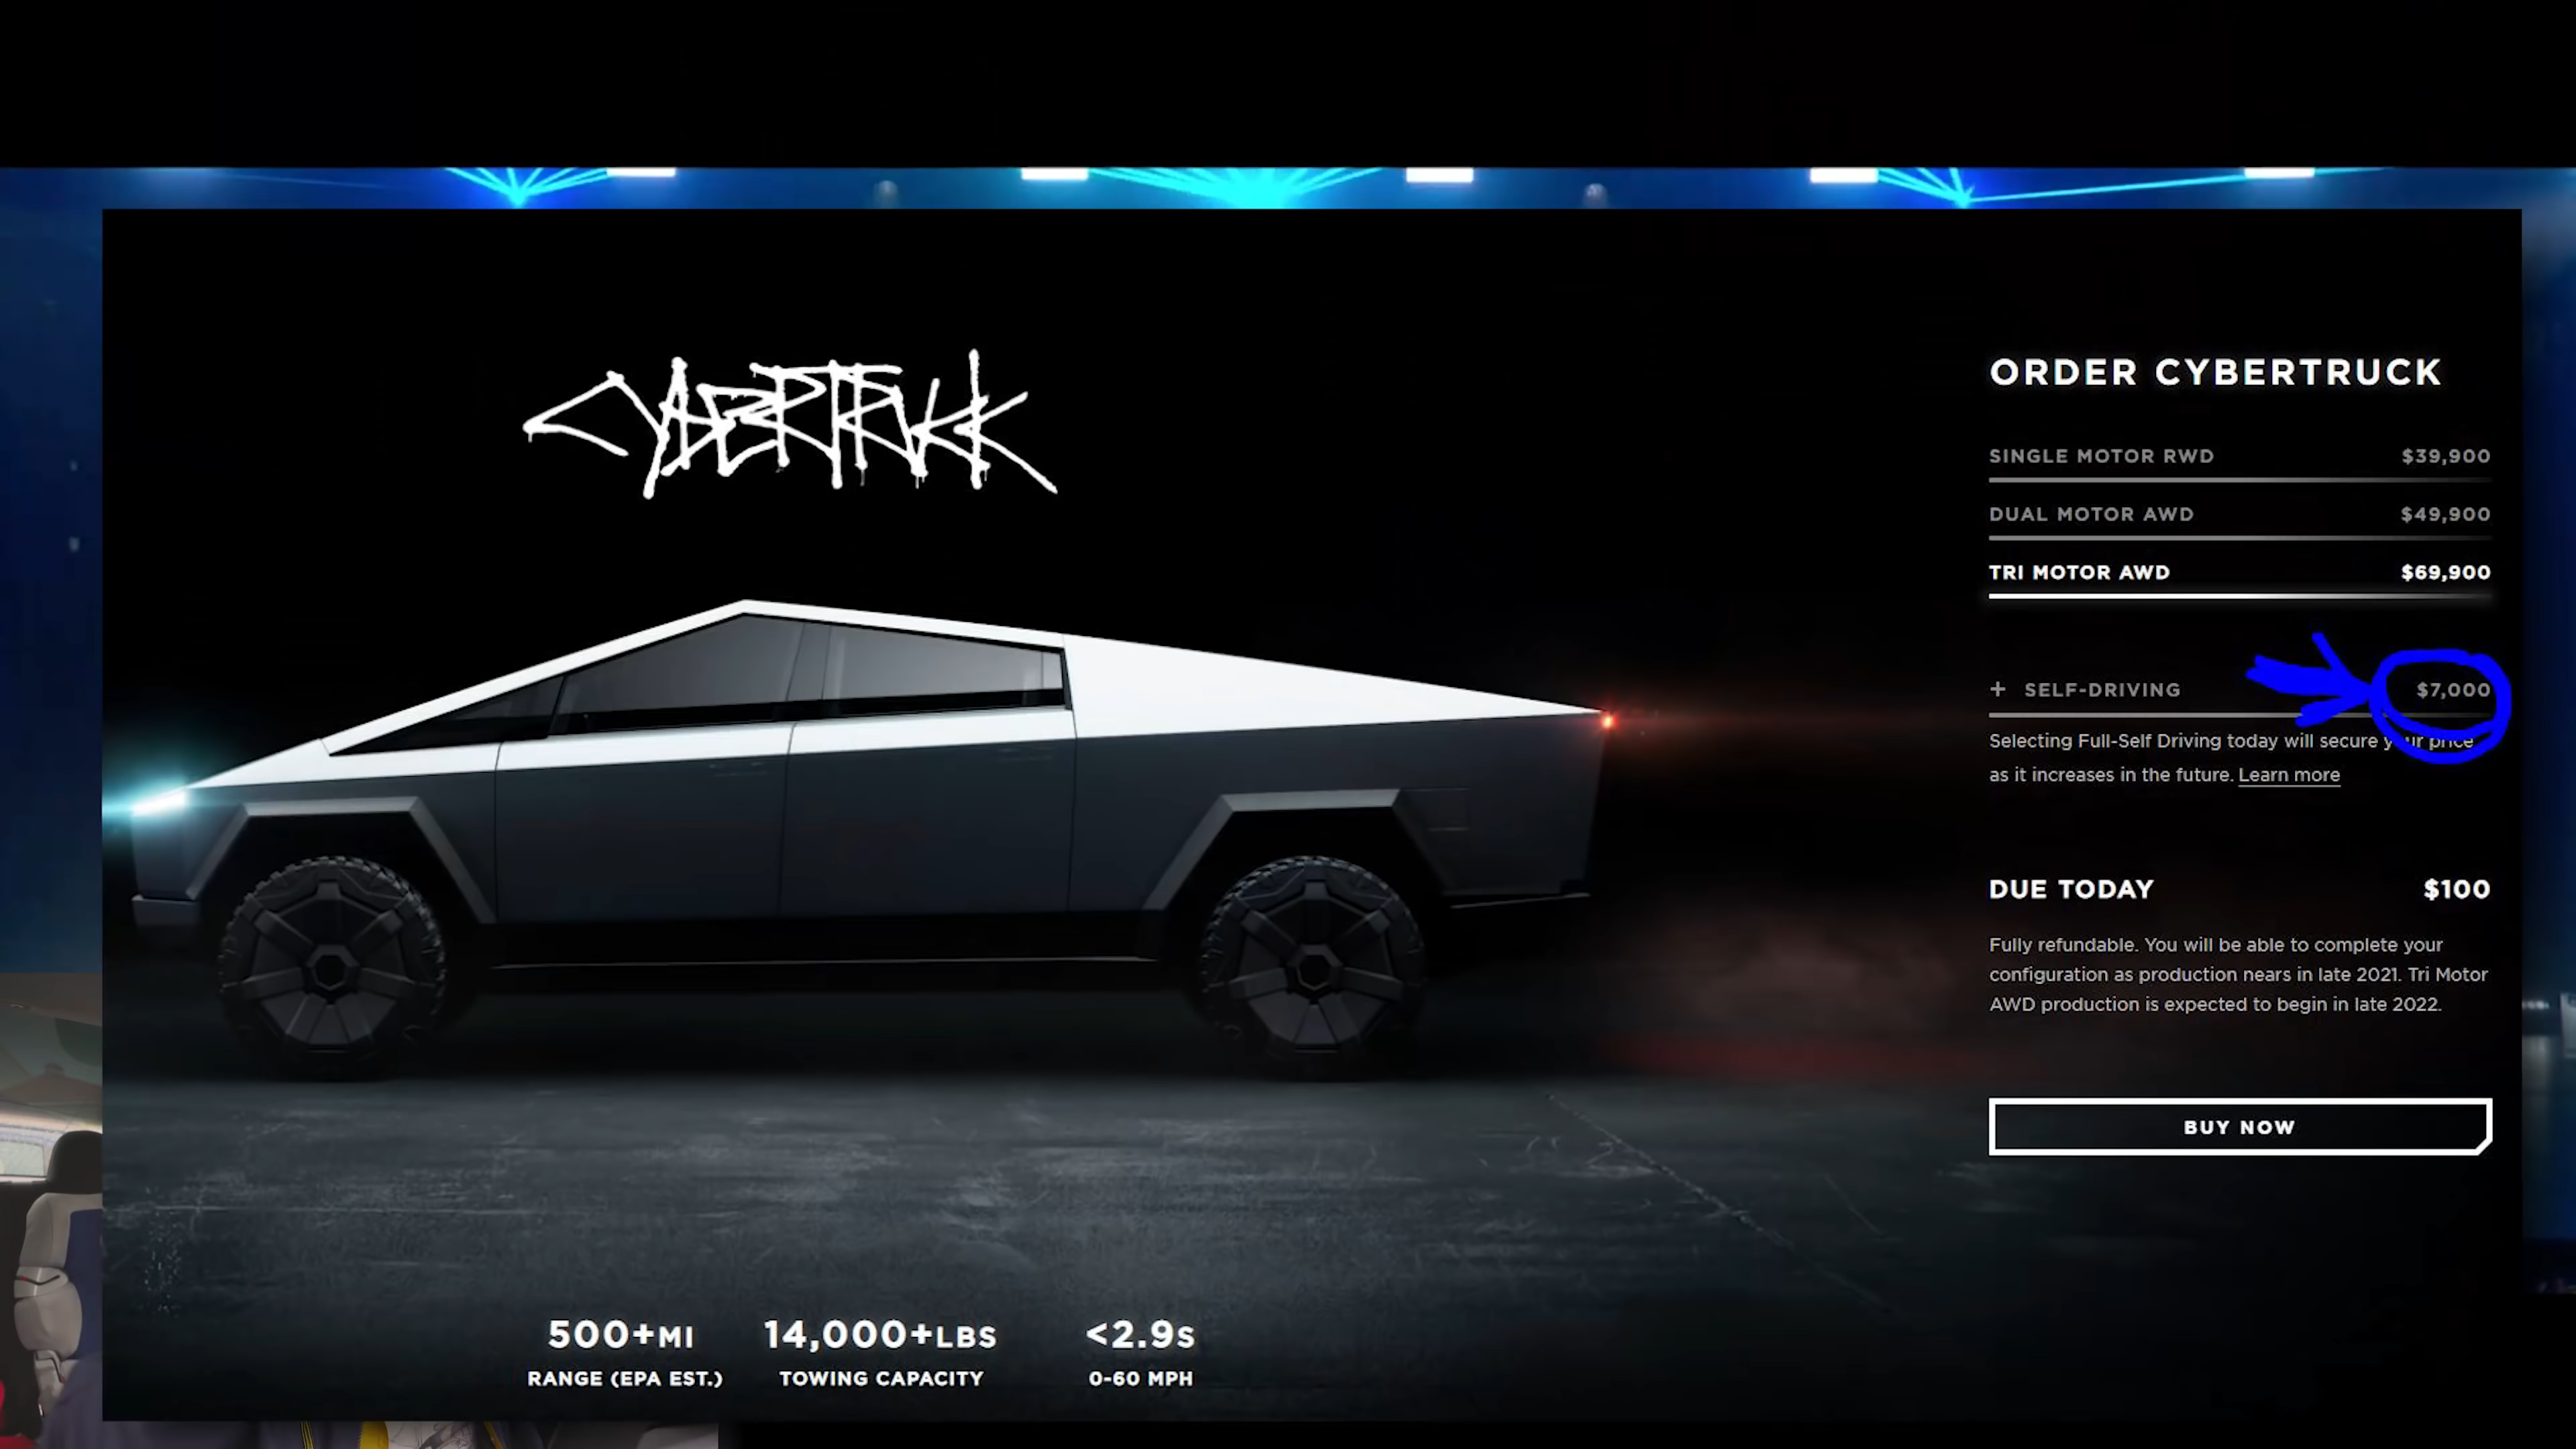 CYBERTRUCK
ORDER CYBERTRUCK
SINGLE MOTOR RWD $39,900
DUAL MOTOR AWD $49,900
TRI MOTOR AWD $69,900
+ SELF-DRIVING $7,000
Selecting Full-Self Driving today will secure your price
as it increases in the future. Learn more
DUE TODAY $100
Fully refundable. You will be able to complete your
configuration as production nears in late 2021. Tri Motor
AWD production is expected to begin in late 2022.
BUY NOW
500+MI 14,000+LBS <2.9S
RANGE (EPA EST.) TOWING CAPACITY 0-60 MPH